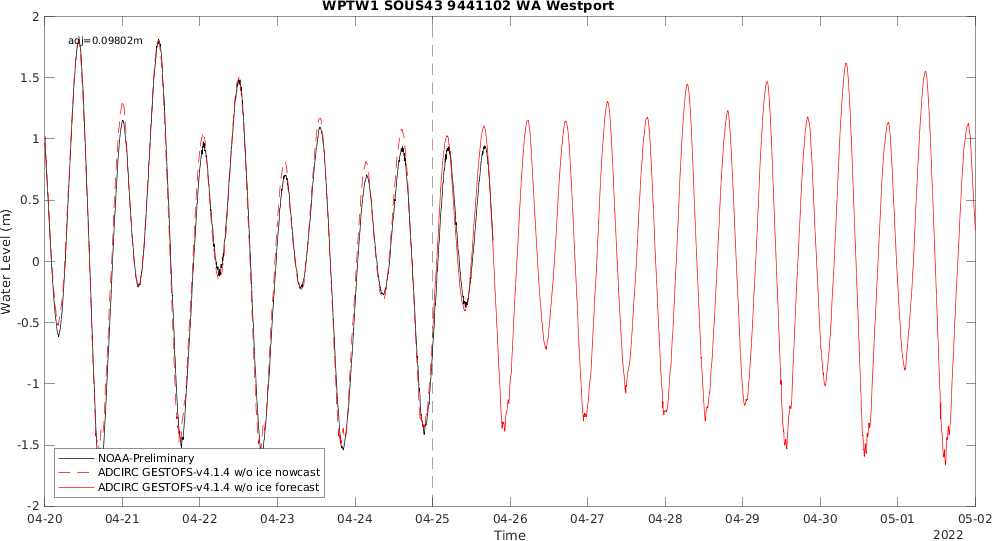 WPTW1 SOUS43 9441102 WA Westport
adj=0.09802m
Water Level (m)
2
1.5
1
0.5
0
-0.5
-1
-1.5
-2
NOAA-Preliminary
ADCIRC GESTOFS-v4.1.4 w/o ice nowcast
ADCIRC GESTOFS-v4.1.4 w/o ice forecast
04-20 04-21 04-22 04-23 04-24 04-25 04-26 04-27 04-28 04-29 04-30 05-01 05-02
Time
2022